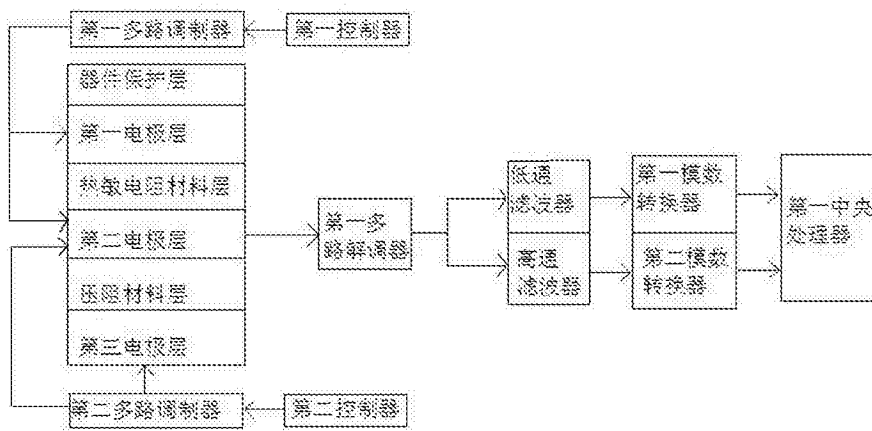 第一多路调制器
第一控制器
器件保护层
第一电极层
热敏电阻材料层
第二电极层
压阻材料层
第三电极层
第二多路调制器
第二控制器
第一多
路解调器
低通
滤波器
高通
滤波器
第一模数
转换器
第二模数
转换器
第一中央
处理器